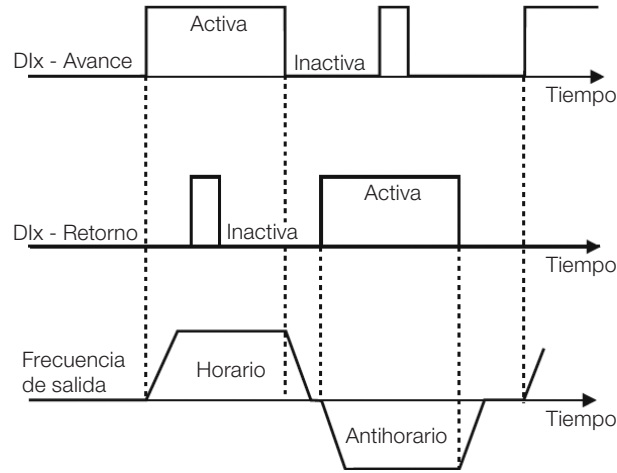 Activa
DIx - Avance
Inactiva
Tiempo
Activa
DIx - Retorno
Inactiva
Tiempo
Frecuencia
de salida
Horario
Tiempo
Antihorario